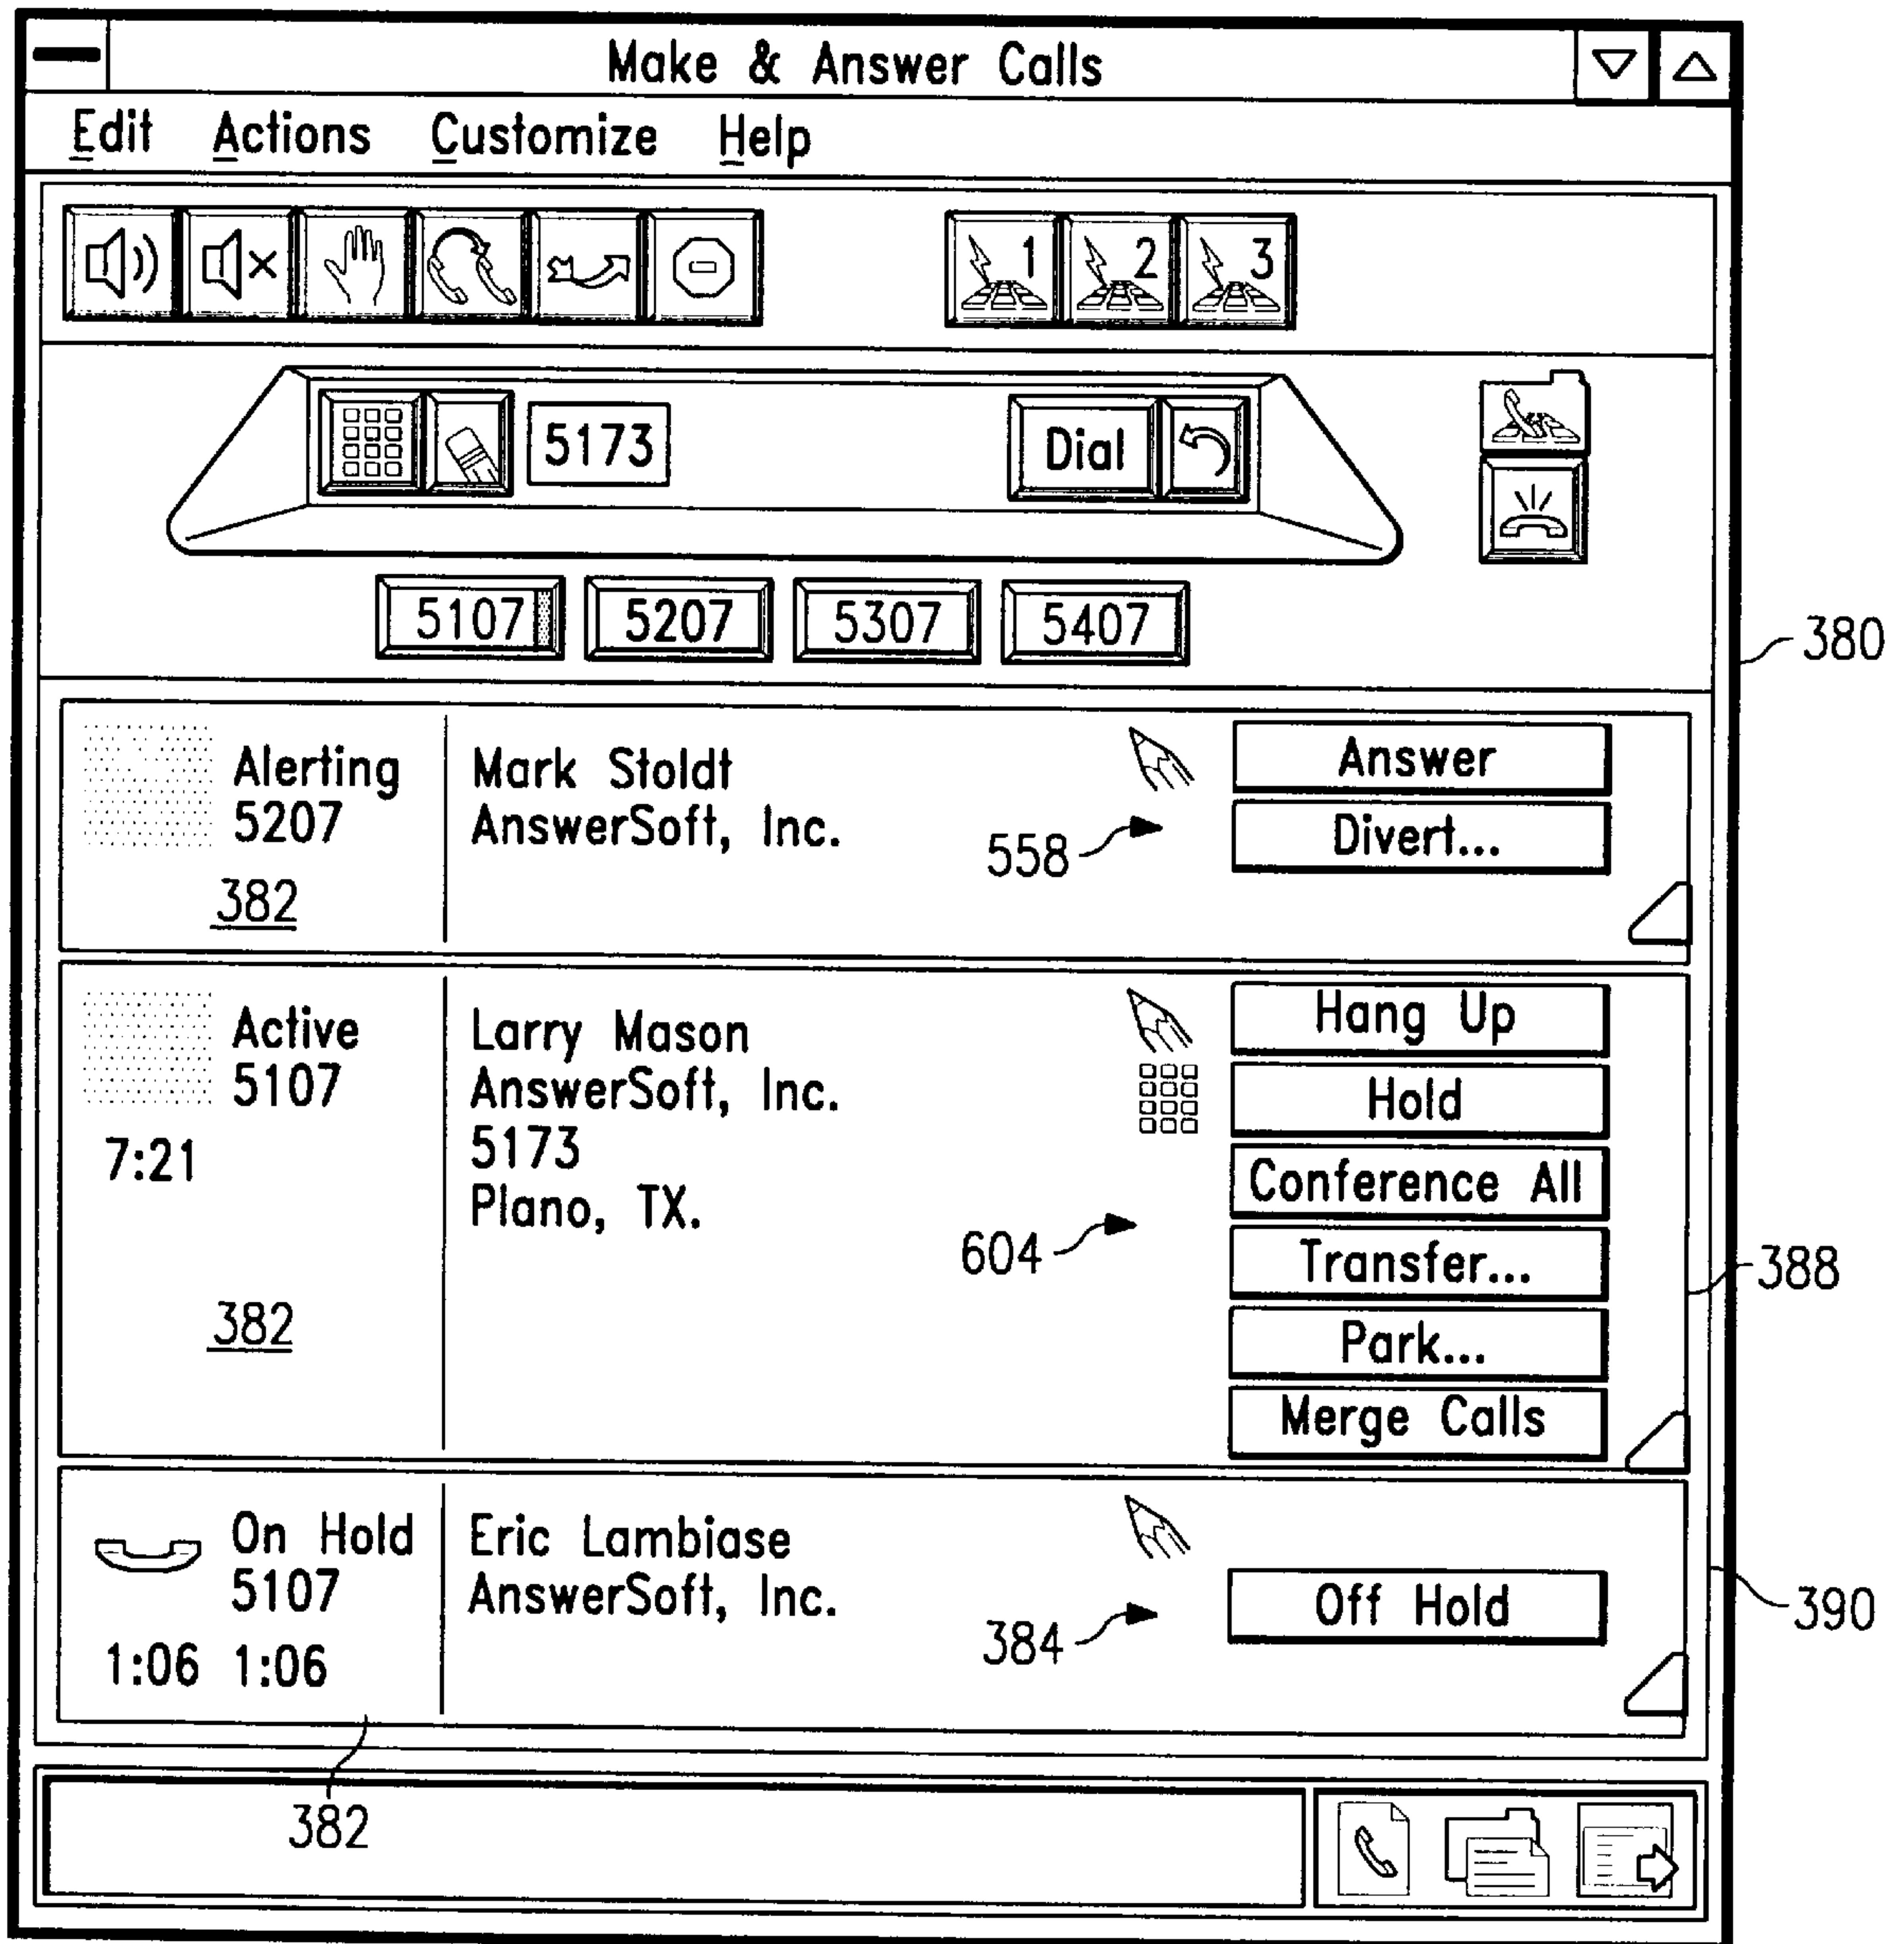 Make & Answer Calls
Edit Actions Customize Help
1 2 3
5173 Dial
5107 5207 5307 5407
380
Alerting
5207
382
Mark Stoldt
AnswerSoft, Inc.
558
Answer
Divert...
Active
5107
7:21
382
Larry Mason
AnswerSoft, Inc.
5173
Plano, TX.
604
Hang Up
Hold
Conference All
Transfer...
Park...
Merge Calls
388
On Hold
5107
1:06 1:06
Eric Lambiase
AnswerSoft, Inc.
384
Off Hold
390
382